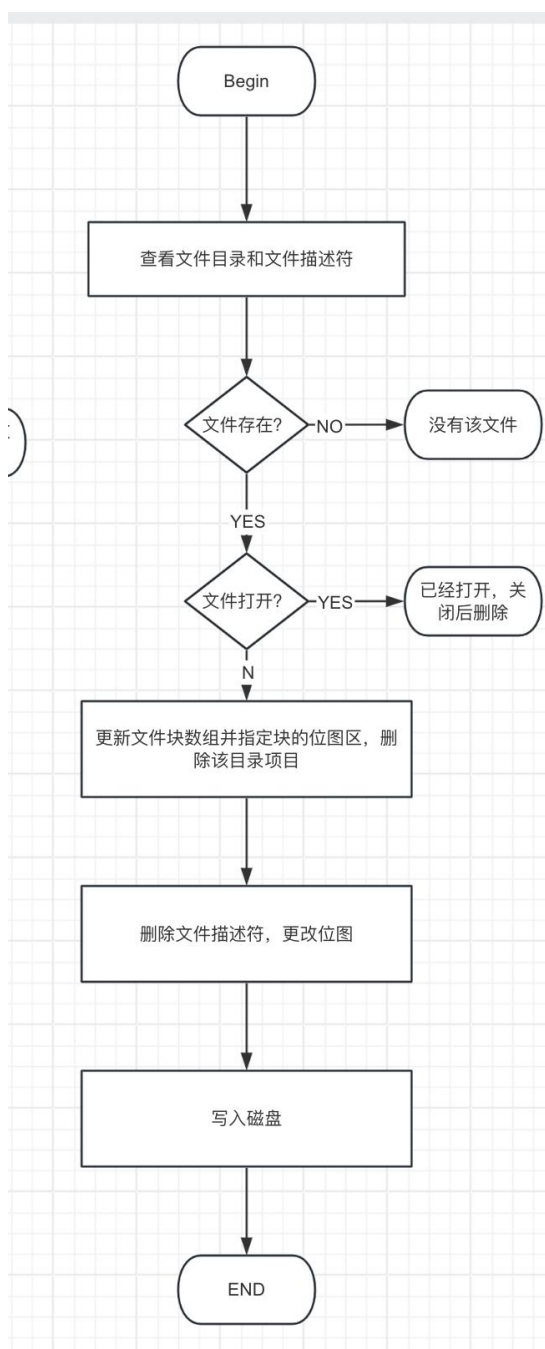 Begin
查看文件目录和文件描述符
文件存在?
NO
没有该文件
YES
文件打开?
YES
已经打开，关
闭后删除
N
更新文件块数组并指定块的位图区，删
除该目录项目
删除文件描述符，更改位图
写入磁盘
END